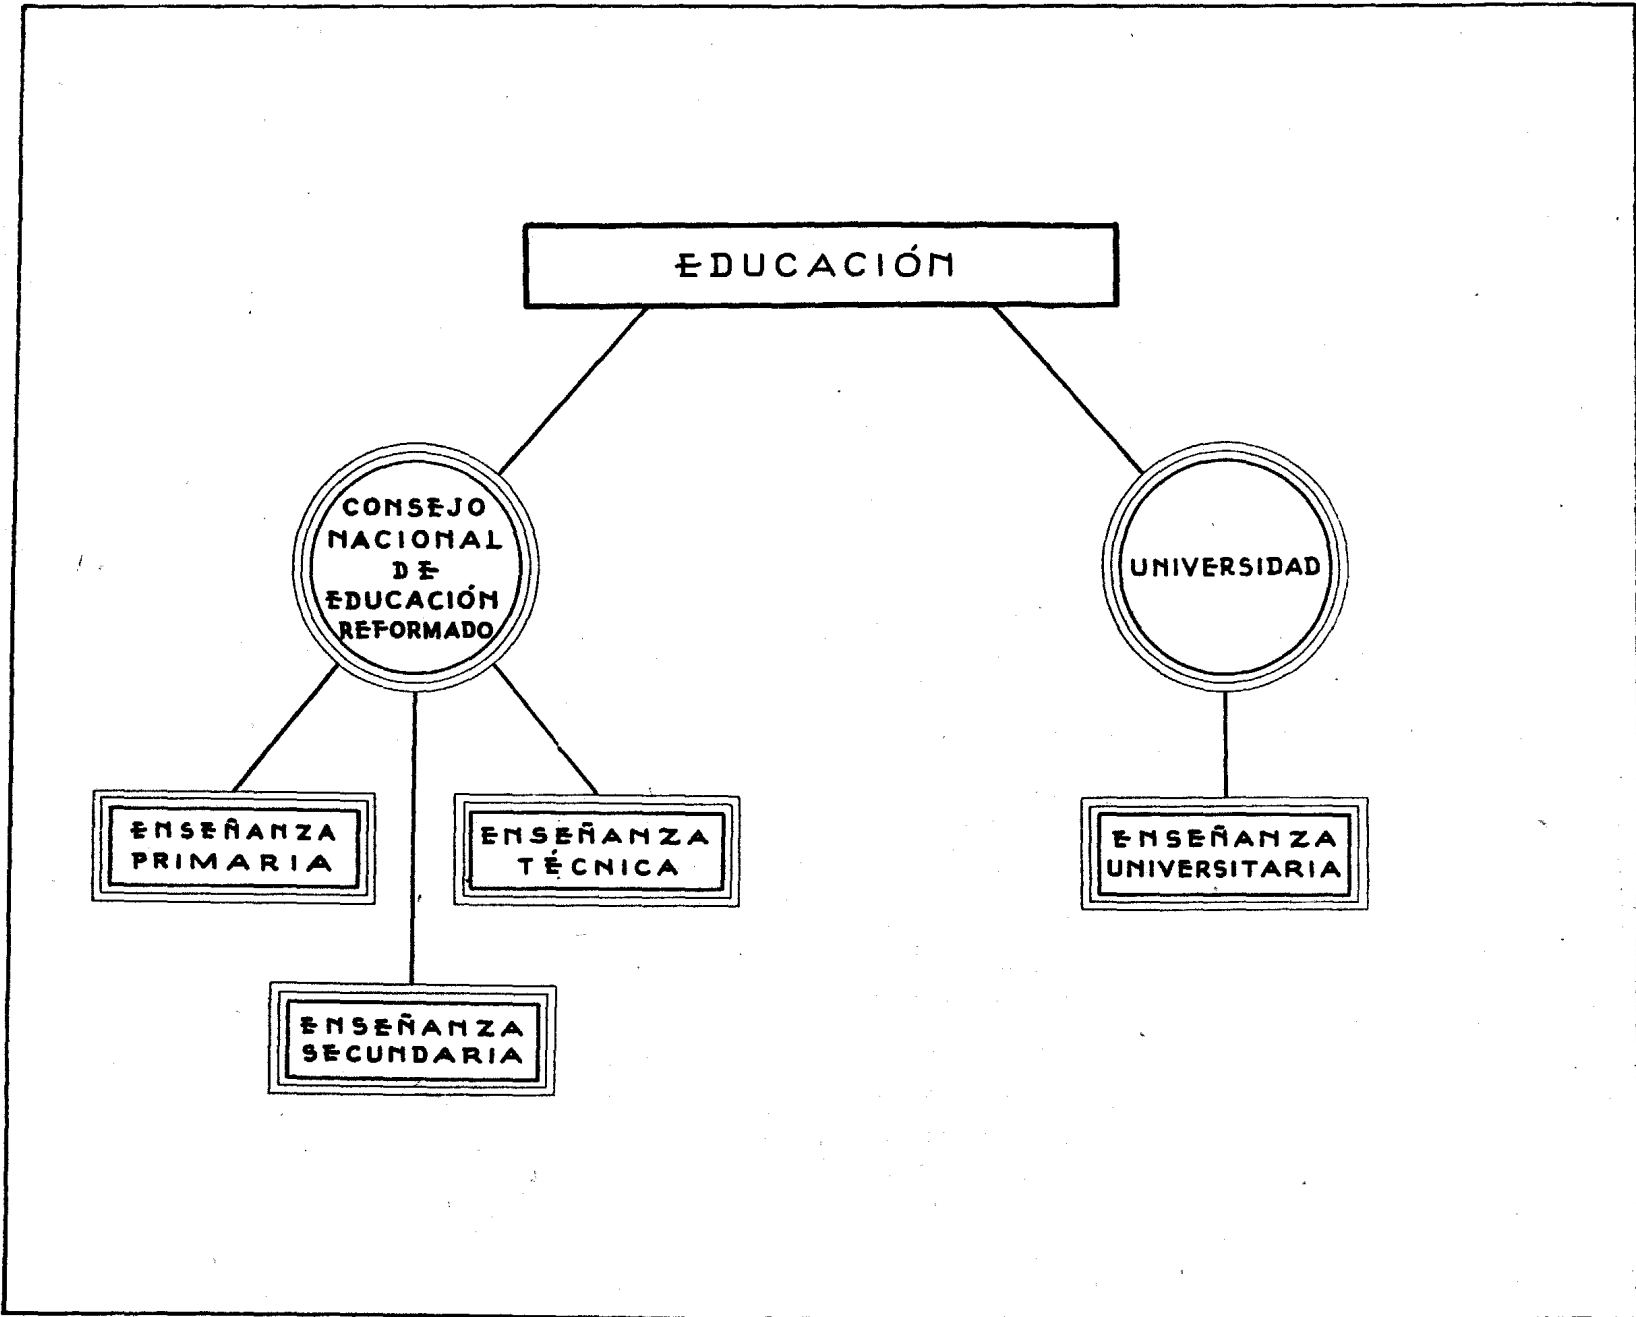 EDUCACIÓN
CONSEJO
NACIONAL
DE
EDUCACIÓN
REFORMADO
UNIVERSIDAD
ENSEÑANZA
PRIMARIA
ENSEÑANZA
TÉCNICA
ENSEÑANZA
UNIVERSITARIA
ENSEÑANZA
SECUNDARIA